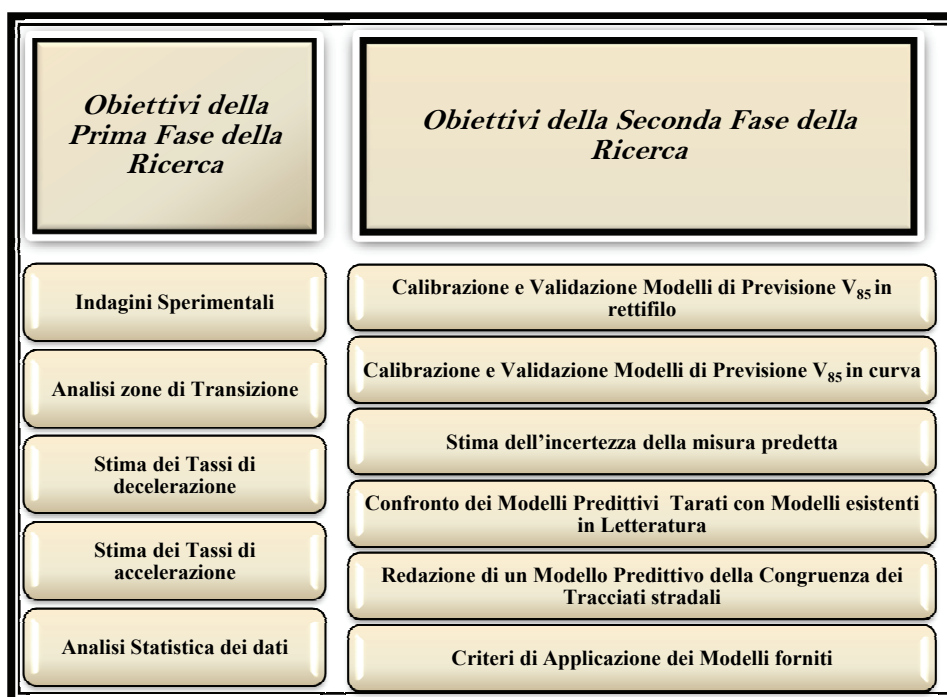 Obiettivi della
Prima Fase della
Ricerca
Obiettivi della Seconda Fase della
Ricerca
Indagini Sperimentali
Analisi zone di Transizione
Stima dei Tassi di
decelerazione
Stima dei Tassi di
accelerazione
Analisi Statistica dei dati
Calibrazione e Validazione Modelli di Previsione V85 in
rettifilo
Calibrazione e Validazione Modelli di Previsione V85 in curva
Stima dell'incertezza della misura predetta
Confronto dei Modelli Predittivi Tarati con Modelli esistenti
in Letteratura
Redazione di un Modello Predittivo della Congruenza dei
Tracciati stradali
Criteri di Applicazione dei Modelli forniti